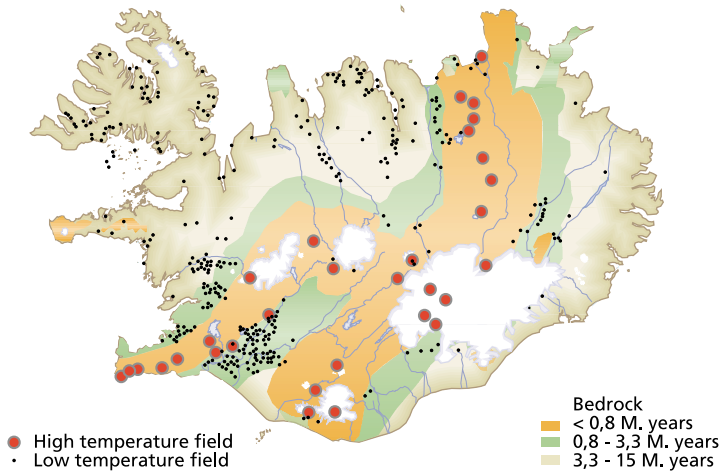 High temperature field
Low temperature field
Bedrock
< 0,8 M. years
0,8 - 3,3 M. years
3,3 - 15 M. years